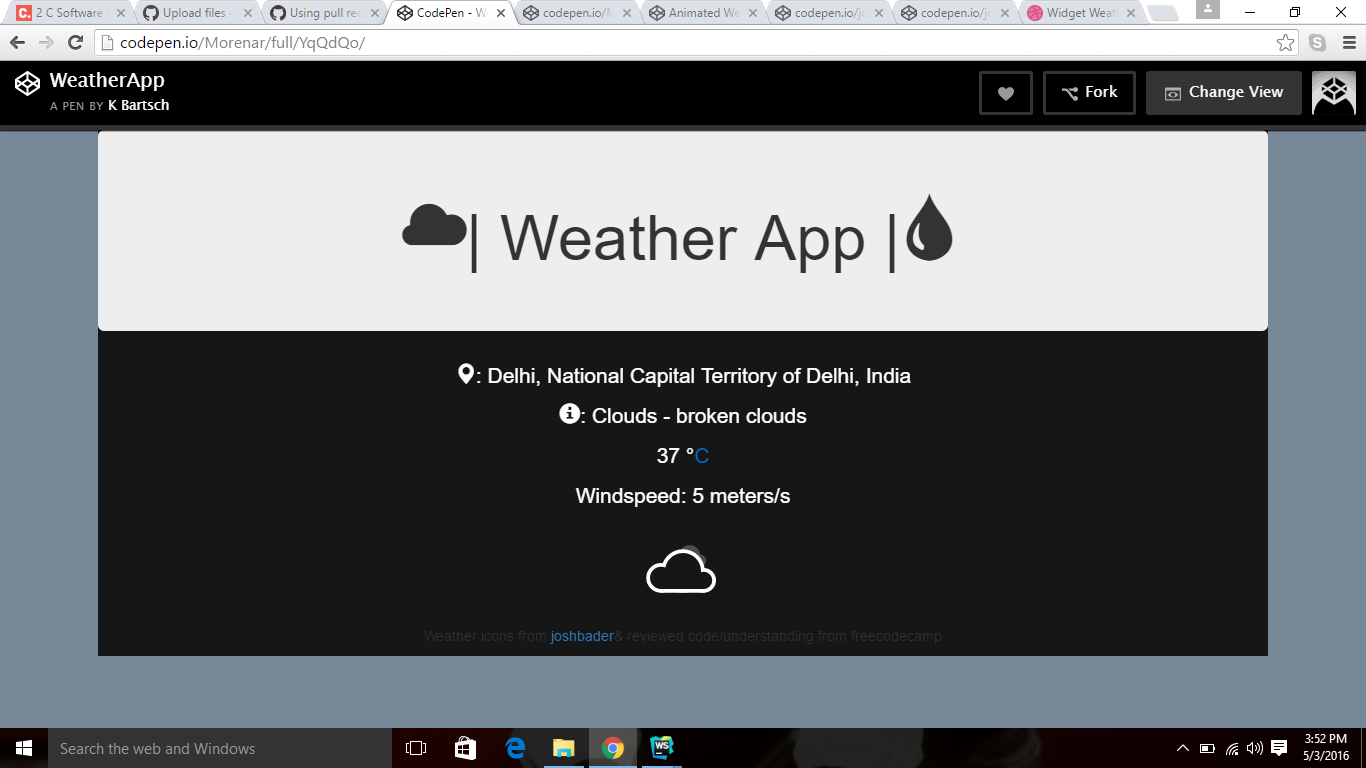 2 C Software
Upload files
Using pull re
CodePen - W
codepen.io/
Animated We
codepen.io/jo
codepen.io/jo
Widget Weat
codepen.io/Morenar/full/YqQdQo/
WeatherApp
A PEN BY K Bartsch
Fork
Change View
| Weather App |
: Delhi, National Capital Territory of Delhi, India
: Clouds - broken clouds
37 °C
Windspeed: 5 meters/s
Weather icons from joshbader& reviewed code/understanding from freecodecamp
Search the web and Windows
WS
3:52 PM
5/3/2016